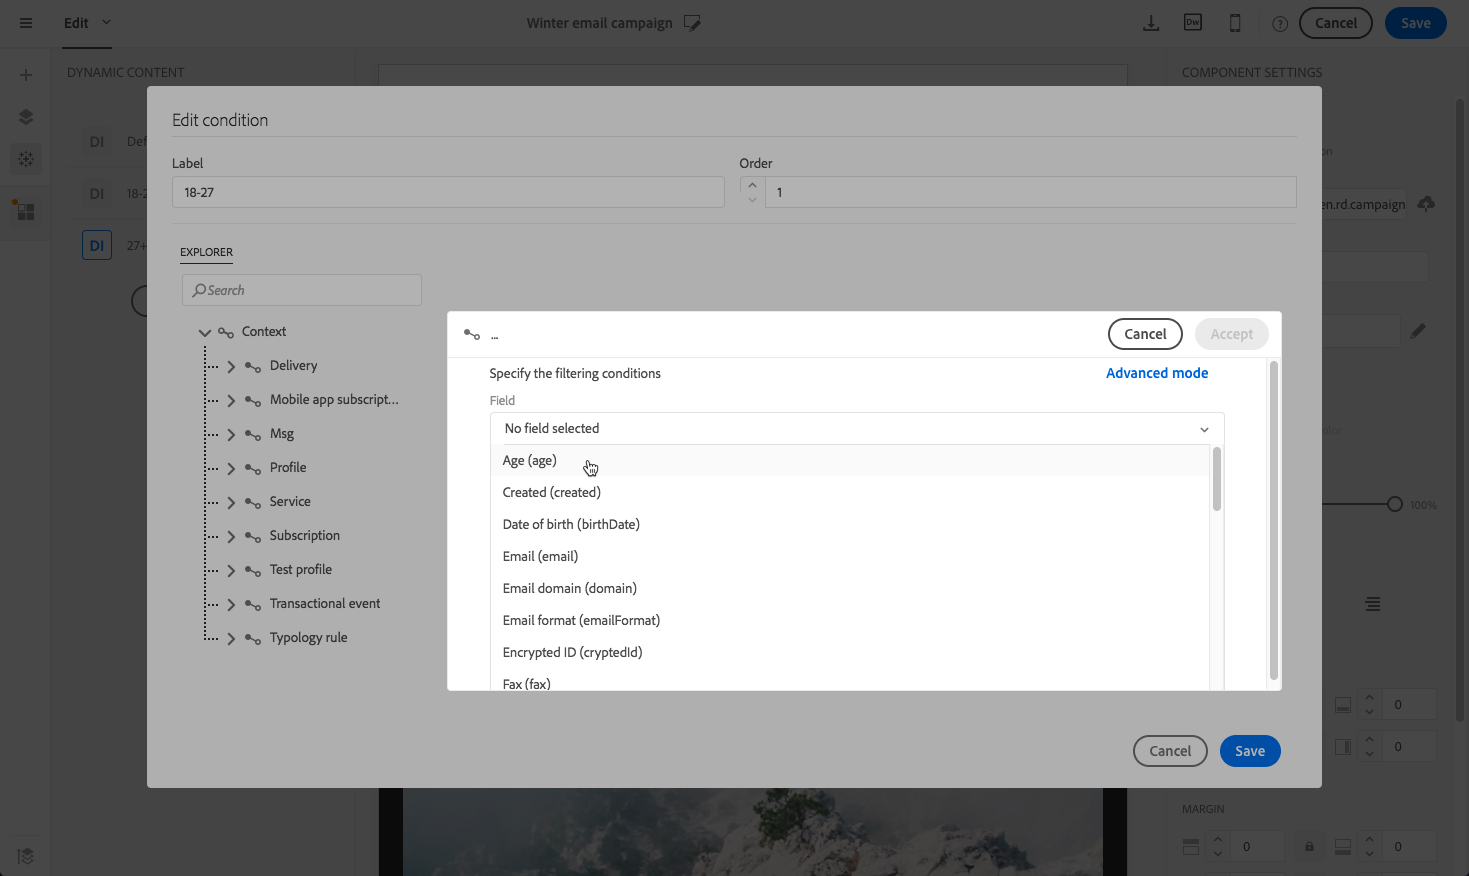 Edit
Winter email campaign
Dw
?
Cancel
Save
DYNAMIC CONTENT
COMPONENT SETTINGS
DI
Def
DI
18-2
DI
27+
Edit condition
Label
Order
18-27
1
EXPLORER
Search
Context
Delivery
Mobile app subscript...
Msg
Profile
Service
Subscription
Test profile
Transactional event
Typology rule
...
Cancel
Accept
Specify the filtering conditions
Advanced mode
Field
No field selected
Age (age)
Created (created)
Date of birth (birthDate)
Email (email)
Email domain (domain)
Email format (emailFormat)
Encrypted ID (cryptedId)
Fax (fax)
Cancel
Save
on
en.rd.campaign
olor
100%
0
0
MARGIN
0
0